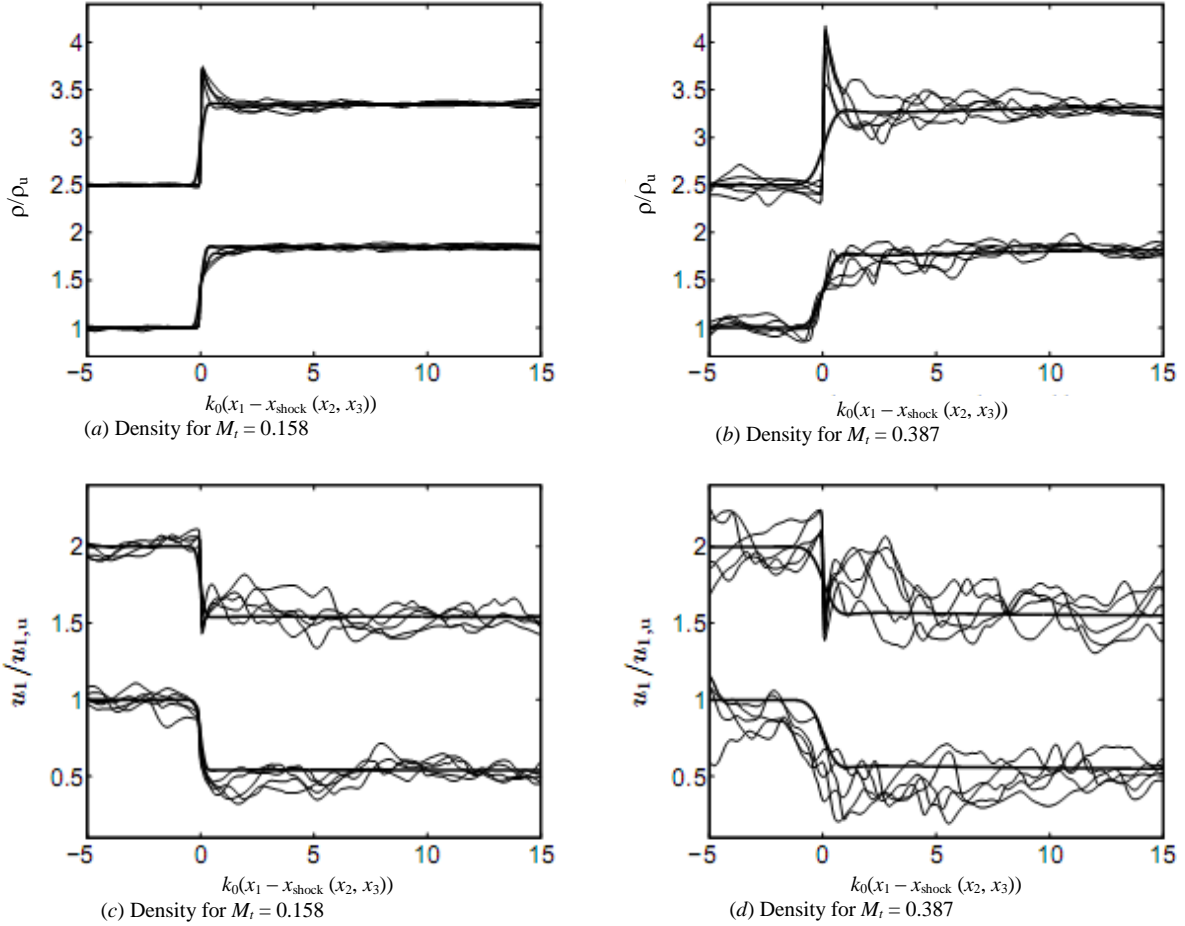 4
3.5
3
2.5
2
1.5
1
ρ/ρu
−5 0 5 10 15
k0(x1 − xshock (x2, x3))
(a) Density for Mt = 0.158
4
3.5
3
2.5
2
1.5
1
ρ/ρu
−5 0 5 10 15
k0(x1 − xshock (x2, x3))
(b) Density for Mt = 0.387
2
1.5
1
0.5
u1/u1,u
−5 0 5 10 15
k0(x1 − xshock (x2, x3))
(c) Density for Mt = 0.158
2
1.5
1
0.5
u1/u1,u
−5 0 5 10 15
k0(x1 − xshock (x2, x3))
(d) Density for Mt = 0.387